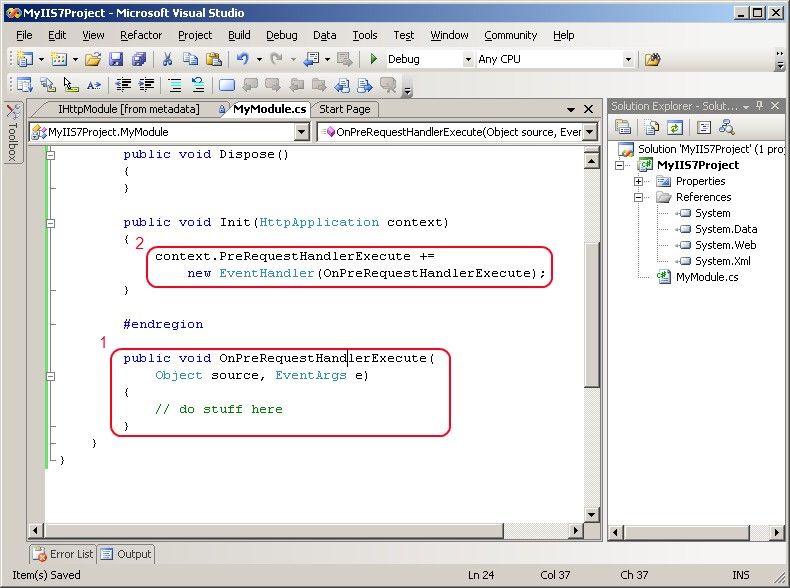 MyIIS7Project - Microsoft Visual Studio
File Edit View Refactor Project Build Debug Data Tools Test Window Community Help
Debug Any CPU
IHttpModule [from metadata] MyModule.cs Start Page
MyIIS7Project.MyModule OnPreRequestHandlerExecute(Object source, Even
Toolbox
public void Dispose()
{
}
public void Init(HttpApplication context)
{
2
context.PreRequestHandlerExecute +=
new EventHandler(OnPreRequestHandlerExecute);
}
#endregion
1
public void OnPreRequestHandlerExecute(
Object source, EventArgs e)
{
// do stuff here
}
}
}
Solution Explorer - Solut...
Solution 'MyIIS7Project' (1 proj
MyIIS7Project
Properties
References
System
System.Data
System.Web
System.Xml
MyModule.cs
Error List Output
Item(s) Saved Ln 24 Col 37 Ch 37 INS